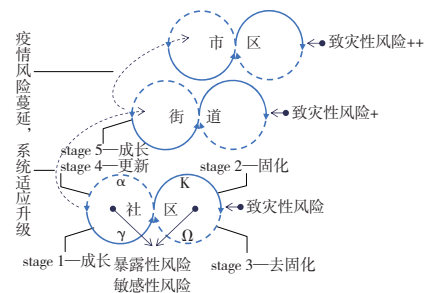 疫情风险蔓延，系统适应升级
市 区
致灾性风险++
街 道
致灾性风险+
stage 5—成长
stage 4—更新
stage 2—固化
α
K
社 区
致灾性风险
γ
Ω
stage 1—成长
暴露性风险
敏感性风险
stage 3—去固化